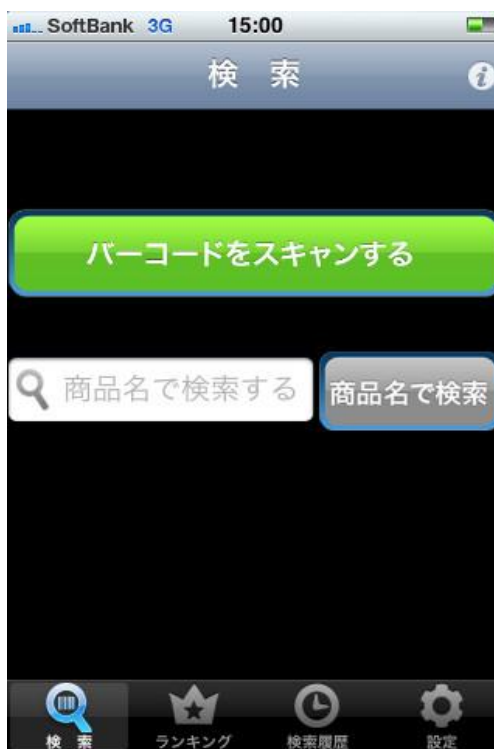 SoftBank 3G 15:00
検 索
バーコードをスキャンする
商品名で検索する 商品名で検索
検 索 ランキング 検索履歴 設定